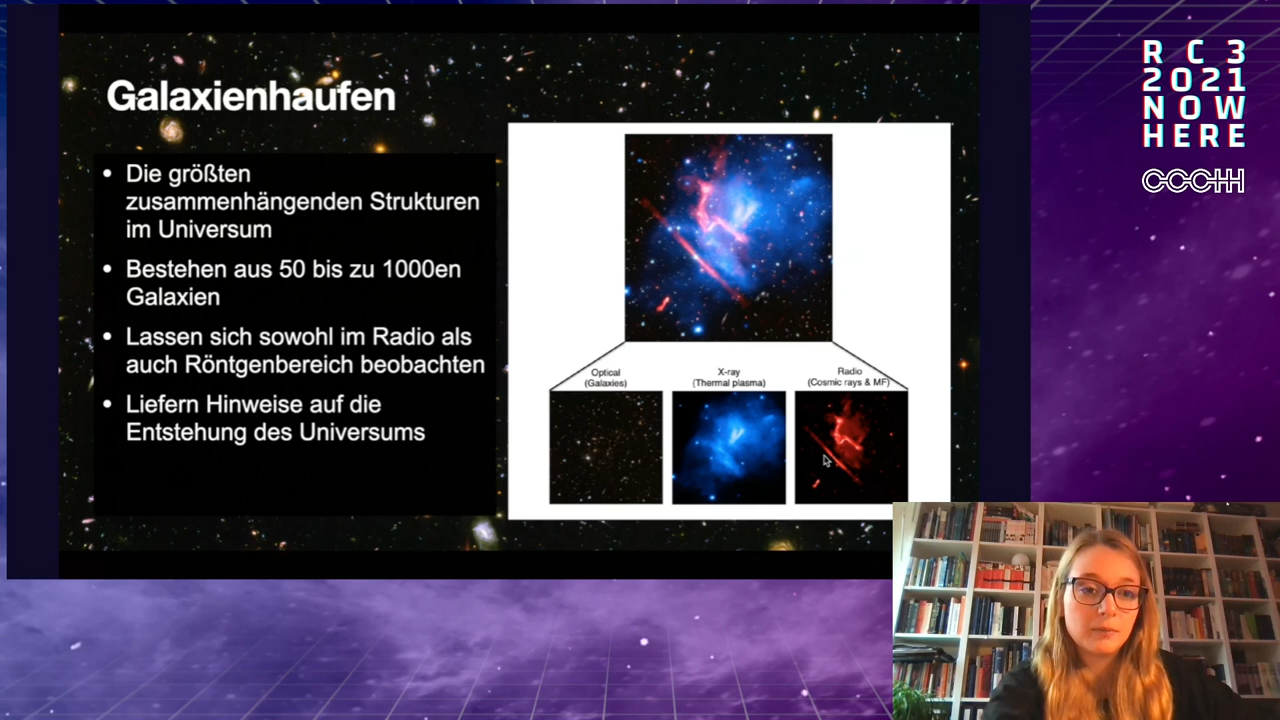 Galaxienhaufen
• Die größten
zusammenhängenden Strukturen
im Universum
• Bestehen aus 50 bis zu 1000en
Galaxien
• Lassen sich sowohl im Radio als
auch Röntgenbereich beobachten
• Liefern Hinweise auf die
Entstehung des Universums
Optical
(Galaxies)
X-ray
(Thermal plasma)
Radio
(Cosmic rays & MF)
R C 3
2021
NOW
HERE
CCCHH